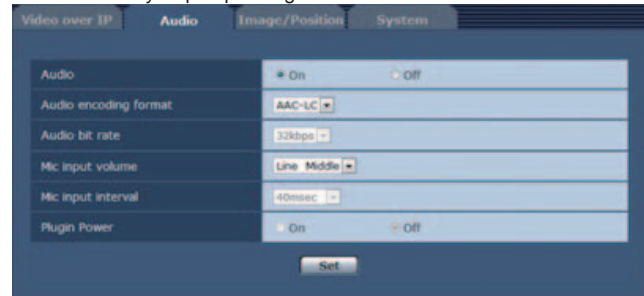 Video over IP Audio Image/Position System
Audio On Off
Audio encoding format AAC-LC
Audio bit rate 32kbps
Mic input volume Line Middle
Mic input interval 40msec
Plugin Power On Off
Set